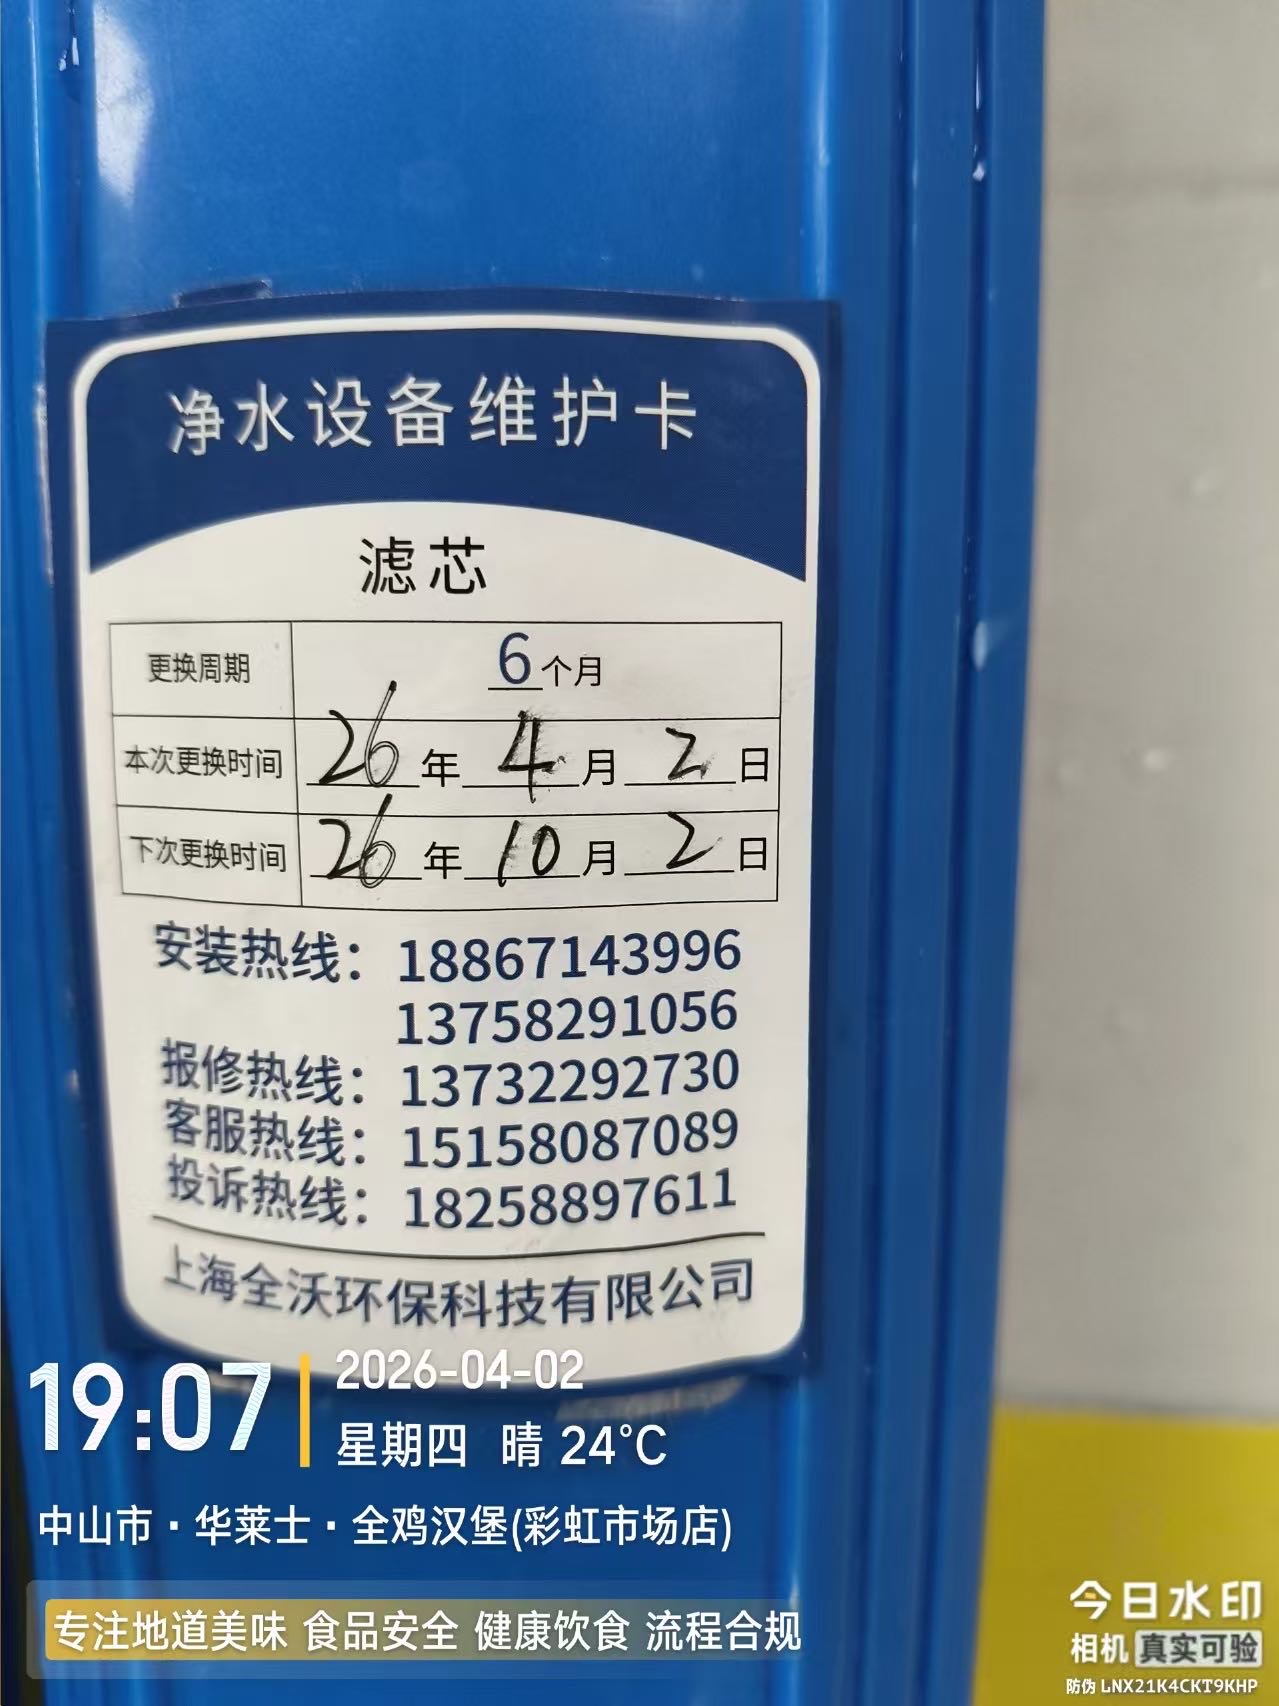 净水设备维护卡
滤芯
更换周期 6个月
本次更换时间 26年4月2日
下次更换时间 26年10月2日
安装热线：18867143996
13758291056
报修热线：13732292730
客服热线：15158087089
投诉热线：18258897611
上海全沃环保科技有限公司
19:07
2026-04-02
星期四 晴 24℃
中山市·华莱士·全鸡汉堡(彩虹市场店)
专注地道美味 食品安全 健康饮食 流程合规
今日水印
相机 真实可验
防伪 LNX21K4CKT9KHP